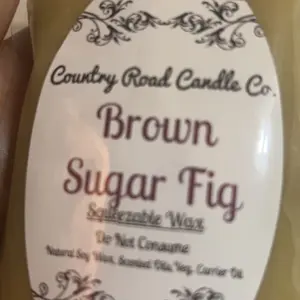 Country Road Candle Co.
Brown
Sugar Fig
Squeezable Wax
Do Not Consume
Natural Soy Wax, Scented Oils, Veg. Carrier Oil